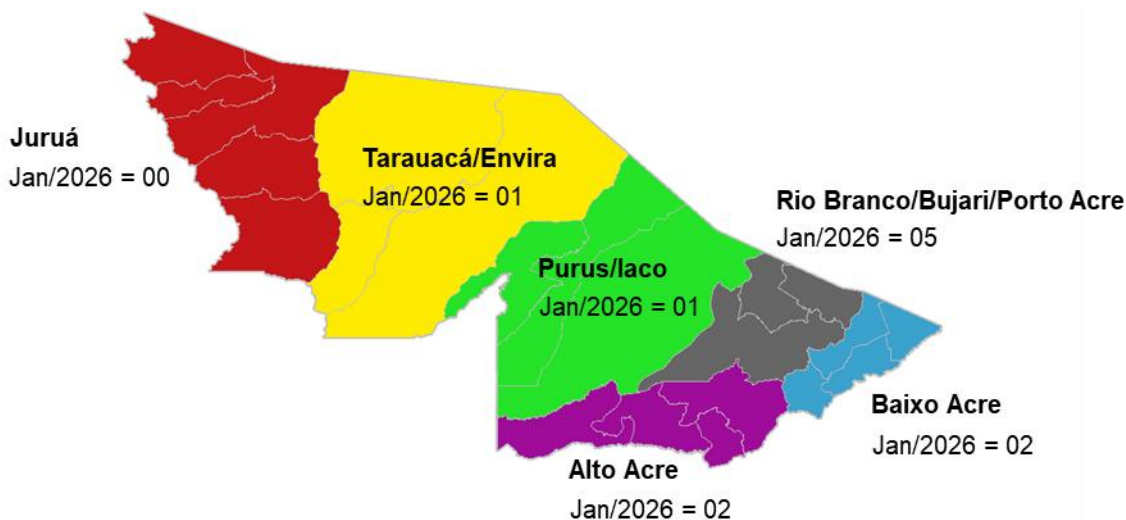 Juruá
Jan/2026 = 00
Tarauacá/Envira
Jan/2026 = 01
Rio Branco/Bujari/Porto Acre
Jan/2026 = 05
Purus/Iaco
Jan/2026 = 01
Baixo Acre
Jan/2026 = 02
Alto Acre
Jan/2026 = 02